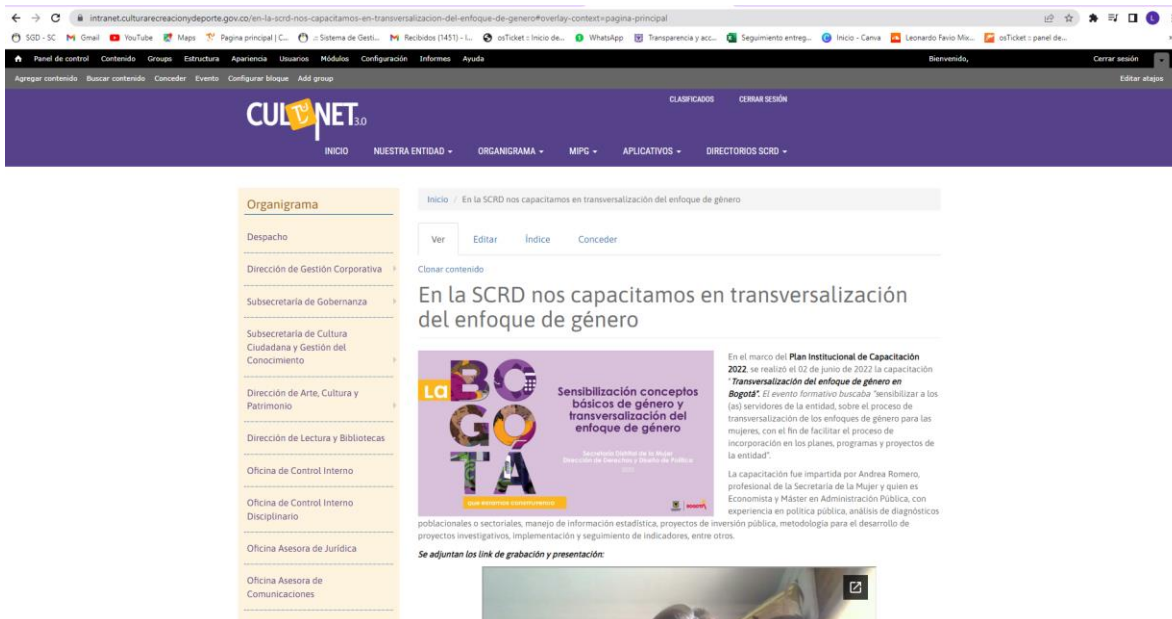 intranet.culturarecreacionydeporte.gov.co/en-la-scrd-nos-capacitamos-en-transversalizacion-del-enfoque-de-genero#overlay-context=pagina-principal
SGD - SC Gmail YouTube Maps Pagina principal | C... .:: Sistema de Gesti... Recibidos (1451) - l... osTicket :: Inicio de... WhatsApp Transparencia y acc... Seguimiento entreg... Inicio - Canva Leonardo Favio Mix... osTicket :: panel de...
Panel de control Contenido Groups Estructura Apariencia Usuarios Módulos Configuración Informes Ayuda Bienvenido, Cerrar sesión
Agregar contenido Buscar contenido Conceder Evento Configurar bloque Add group Editar atajos
CLASIFICADOS CERRAR SESIÓN
CULTUNET 3.0
INICIO NUESTRA ENTIDAD ORGANIGRAMA MIPG APLICATIVOS DIRECTORIOS SCRD
Organigrama
Despacho
Dirección de Gestión Corporativa
Subsecretaría de Gobernanza
Subsecretaría de Cultura
Ciudadana y Gestión del
Conocimiento
Dirección de Arte, Cultura y
Patrimonio
Dirección de Lectura y Bibliotecas
Oficina de Control Interno
Oficina de Control Interno
Disciplinario
Oficina Asesora de Jurídica
Oficina Asesora de
Comunicaciones
Inicio / En la SCRD nos capacitamos en transversalización del enfoque de género
Ver Editar Índice Conceder
Clonar contenido
En la SCRD nos capacitamos en transversalización
del enfoque de género
LA
BO
GO
TÁ
QUE ESTAMOS CONSTRUYENDO
Sensibilización conceptos
básicos de género y
transversalización del
enfoque de género
Secretaría Distrital de la Mujer
Dirección de Derechos y Diseño de Política
En el marco del Plan Institucional de Capacitación
2022, se realizó el 02 de junio de 2022 la capacitación
"Transversalización del enfoque de género en
Bogotá". El evento formativo buscaba "sensibilizar a los
(as) servidores de la entidad, sobre el proceso de
transversalización de los enfoques de género para las
mujeres, con el fin de facilitar el proceso de
incorporación en los planes, programas y proyectos de
la entidad".
La capacitación fue impartida por Andrea Romero,
profesional de la Secretaría de la Mujer y quien es
Economista y Máster en Administración Pública, con
experiencia en política pública, análisis de diagnósticos
poblacionales o sectoriales, manejo de información estadística, proyectos de inversión pública, metodología para el desarrollo de
proyectos investigativos, implementación y seguimiento de indicadores, entre otros.
Se adjuntan los link de grabación y presentación: